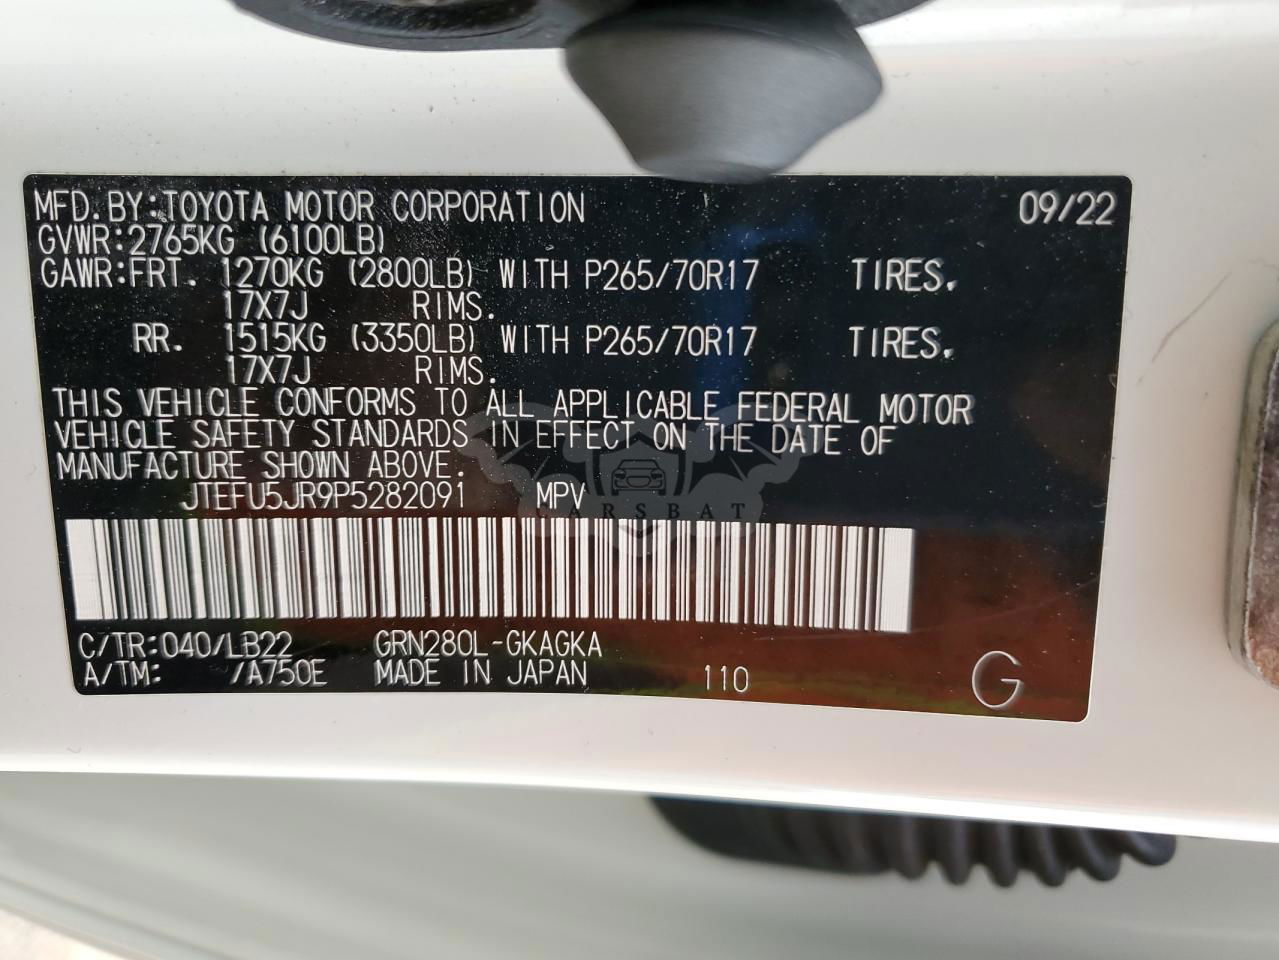 MFD.BY:TOYOTA MOTOR CORPORATION 09/22
GVWR:2765KG (6100LB)
GAWR:FRT. 1270KG (2800LB) WITH P265/70R17 TIRES.
17X7J RIMS.
RR. 1515KG (3350LB) WITH P265/70R17 TIRES.
17X7J RIMS.
THIS VEHICLE CONFORMS TO ALL APPLICABLE FEDERAL MOTOR
VEHICLE SAFETY STANDARDS IN EFFECT ON THE DATE OF
MANUFACTURE SHOWN ABOVE.
JTEFU5JR9P5282091 MPV
CARSBAT
C/TR:040/LB22 GRN280L-GKAGKA
A/TM: /A750E MADE IN JAPAN 110 G